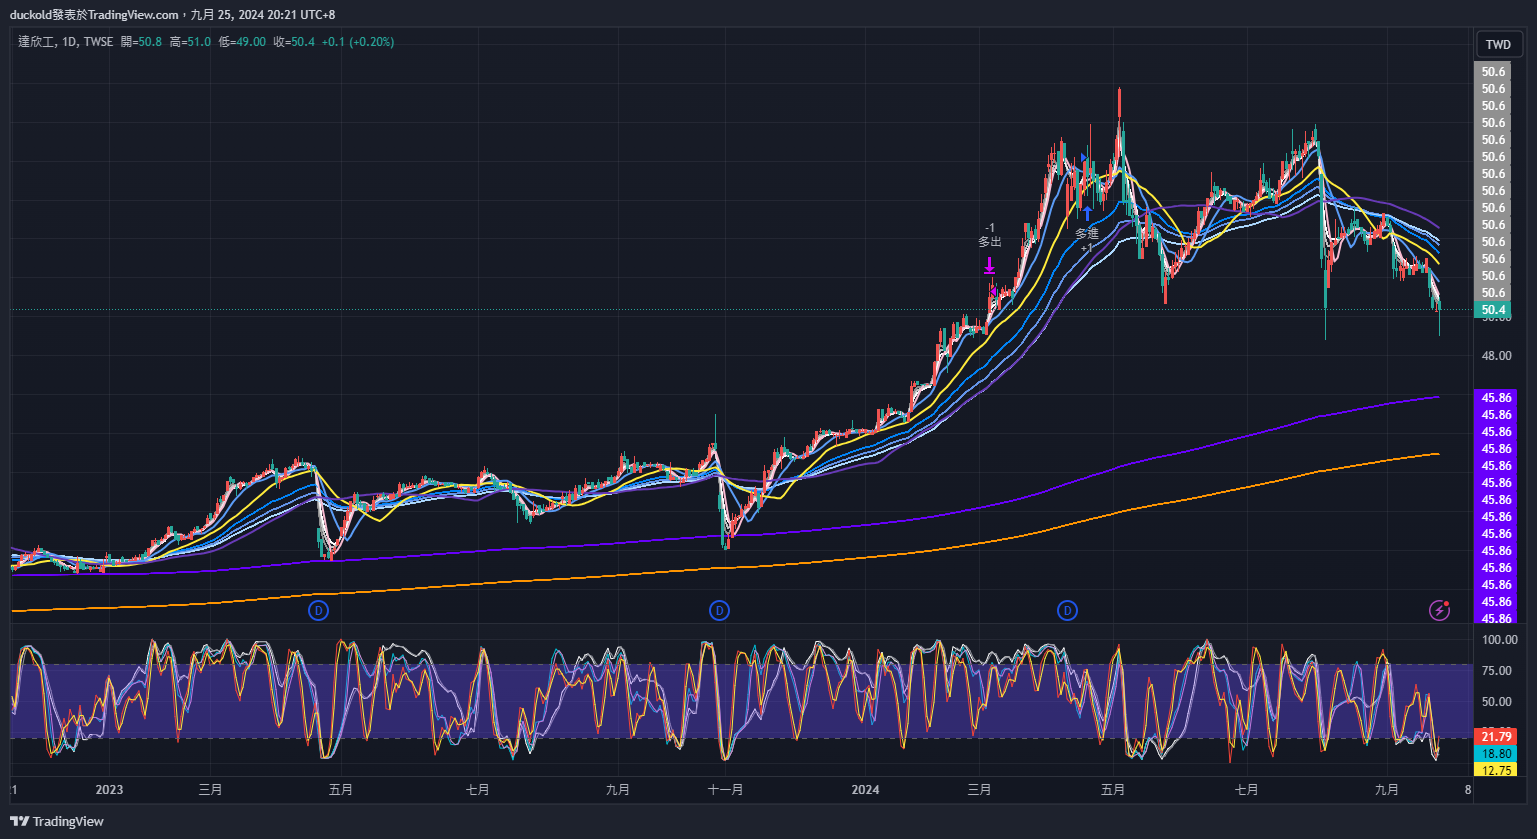 duckold發表於TradingView.com，九月 25, 2024 20:21 UTC+8
達欣工, 1D, TWSE 開=50.8 高=51.0 低=49.00 收=50.4 +0.1 (+0.20%)
TWD
50.6
50.6
50.6
50.6
50.6
50.6
50.6
50.6
50.6
50.6
50.6
50.6
50.6
50.6
50.4
48.00
45.86
45.86
45.86
45.86
45.86
45.86
45.86
45.86
45.86
45.86
45.86
45.86
45.86
45.86
-1
多出
多進
+1
D
D
D
100.00
75.00
50.00
21.79
18.80
12.75
2023
三月
五月
七月
九月
十一月
2024
三月
五月
七月
九月
8
TradingView